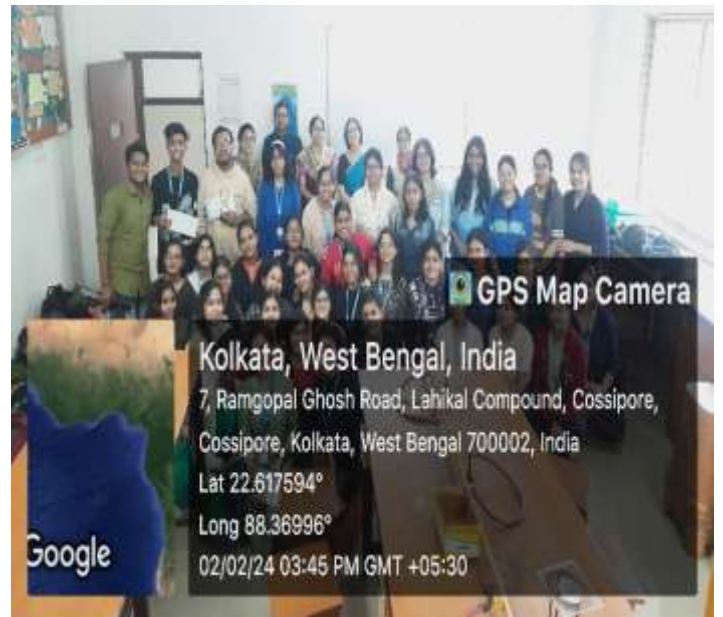 GPS Map Camera
Kolkata, West Bengal, India
7, Ramgopal Ghosh Road, Lahikal Compound, Cossipore,
Cossipore, Kolkata, West Bengal 700002, India
Lat 22.617594°
Long 88.36996°
02/02/24 03:45 PM GMT +05:30
Google